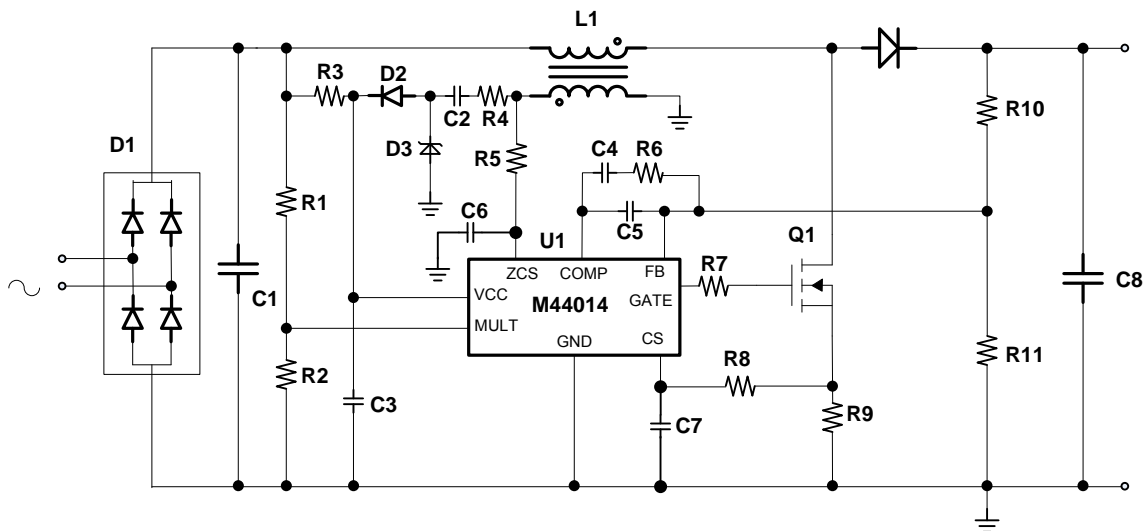 L1
R3
D2
C2
R4
R10
D1
D3
R5
C4
R6
R1
C6
C5
U1
Q1
ZCS
COMP
FB
R7
C1
VCC
M44014
GATE
C8
MULT
GND
CS
R2
R8
R11
C3
C7
R9